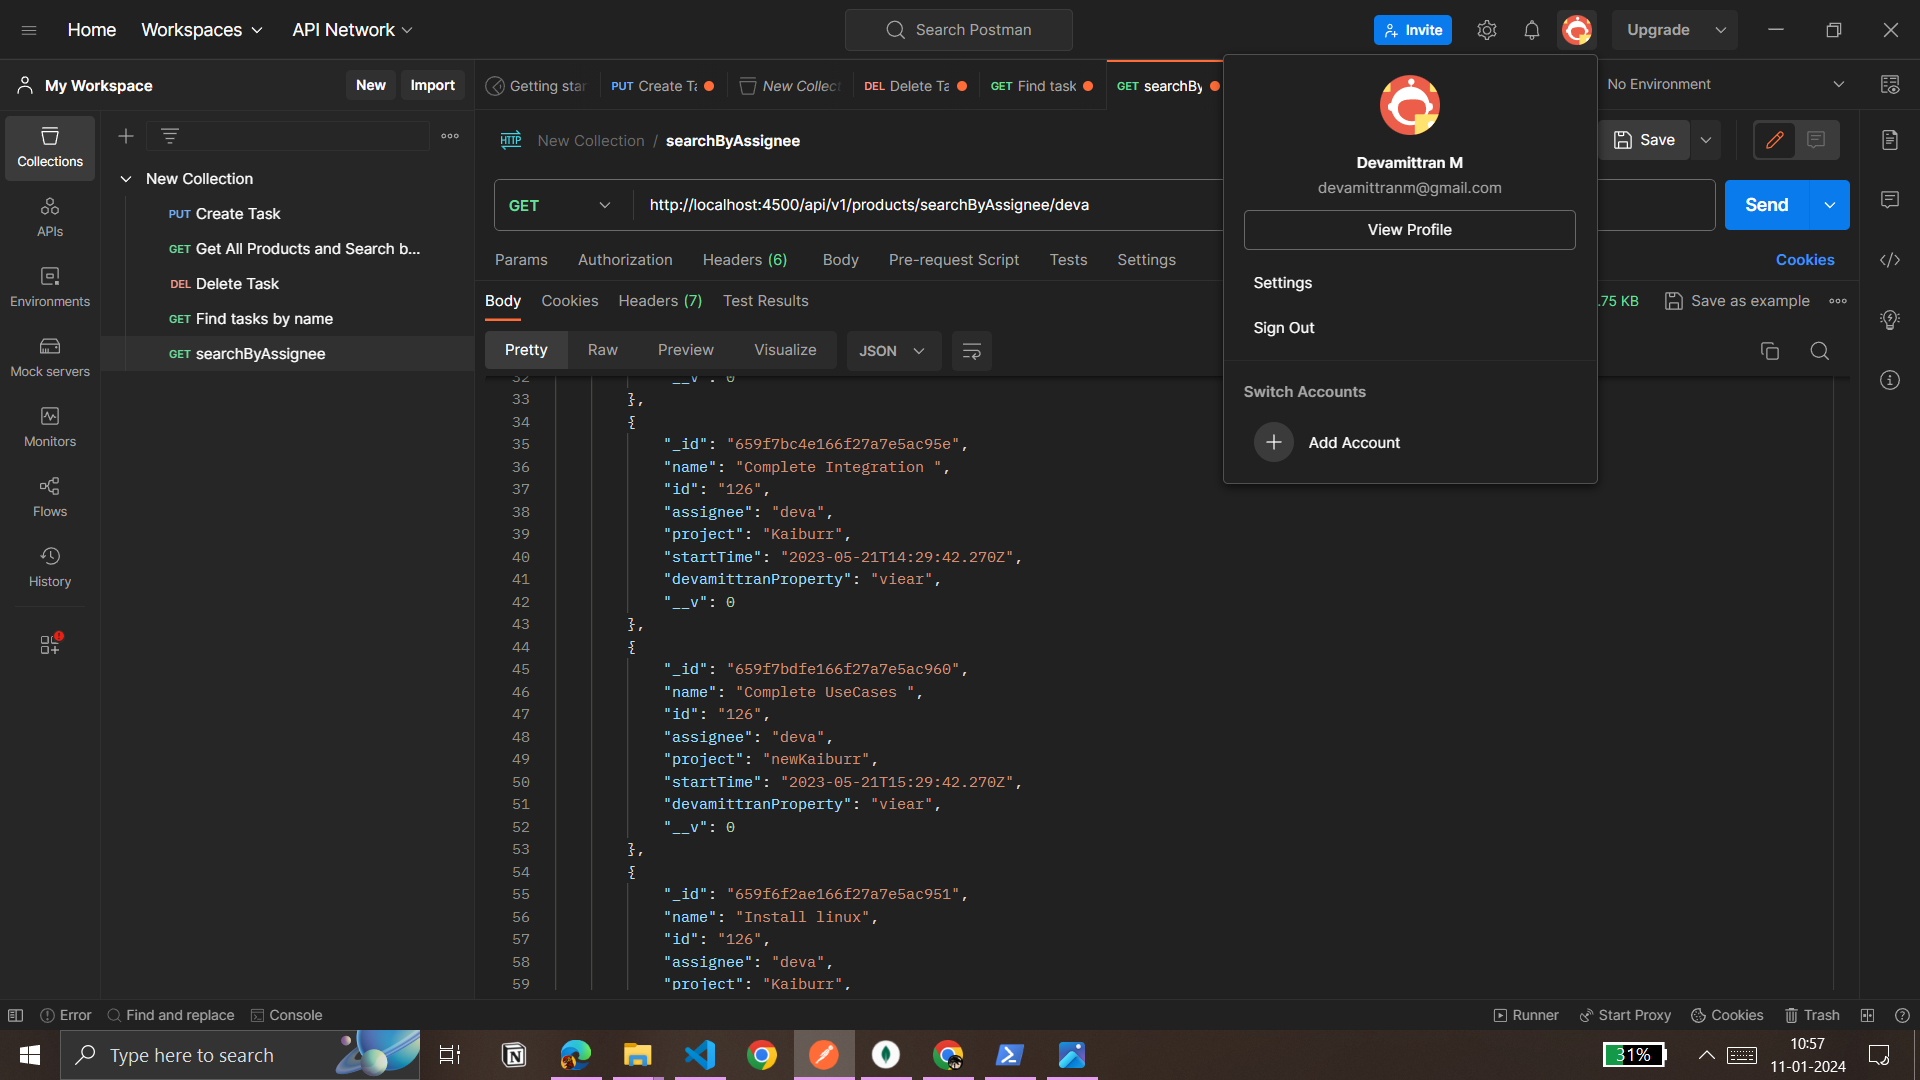 Home Workspaces API Network Search Postman Invite Upgrade
My Workspace New Import
Getting star PUT Create Ta New Collect DEL Delete Ta GET Find task GET searchBy No Environment
Collections
APIs
Environments
Mock servers
Monitors
Flows
History
New Collection
PUT Create Task
GET Get All Products and Search b...
DEL Delete Task
GET Find tasks by name
GET searchByAssignee
HTTP New Collection / searchByAssignee Save
GET http://localhost:4500/api/v1/products/searchByAssignee/deva Send
Params Authorization Headers (6) Body Pre-request Script Tests Settings Cookies
Body Cookies Headers (7) Test Results .75 KB Save as example
Pretty Raw Preview Visualize JSON
Devamittran M
devamittranm@gmail.com
View Profile
Settings
Sign Out
Switch Accounts
Add Account
32 "__v": 0
33 },
34 {
35 "_id": "659f7bc4e166f27a7e5ac95e",
36 "name": "Complete Integration ",
37 "id": "126",
38 "assignee": "deva",
39 "project": "Kaiburr",
40 "startTime": "2023-05-21T14:29:42.270Z",
41 "devamittranProperty": "viear",
42 "__v": 0
43 },
44 {
45 "_id": "659f7bdfe166f27a7e5ac960",
46 "name": "Complete UseCases ",
47 "id": "126",
48 "assignee": "deva",
49 "project": "newKaiburr",
50 "startTime": "2023-05-21T15:29:42.270Z",
51 "devamittranProperty": "viear",
52 "__v": 0
53 },
54 {
55 "_id": "659f6f2ae166f27a7e5ac951",
56 "name": "Install linux",
57 "id": "126",
58 "assignee": "deva",
59 "project": "Kaiburr",
Error Find and replace Console Runner Start Proxy Cookies Trash
Type here to search 31% 10:57
11-01-2024